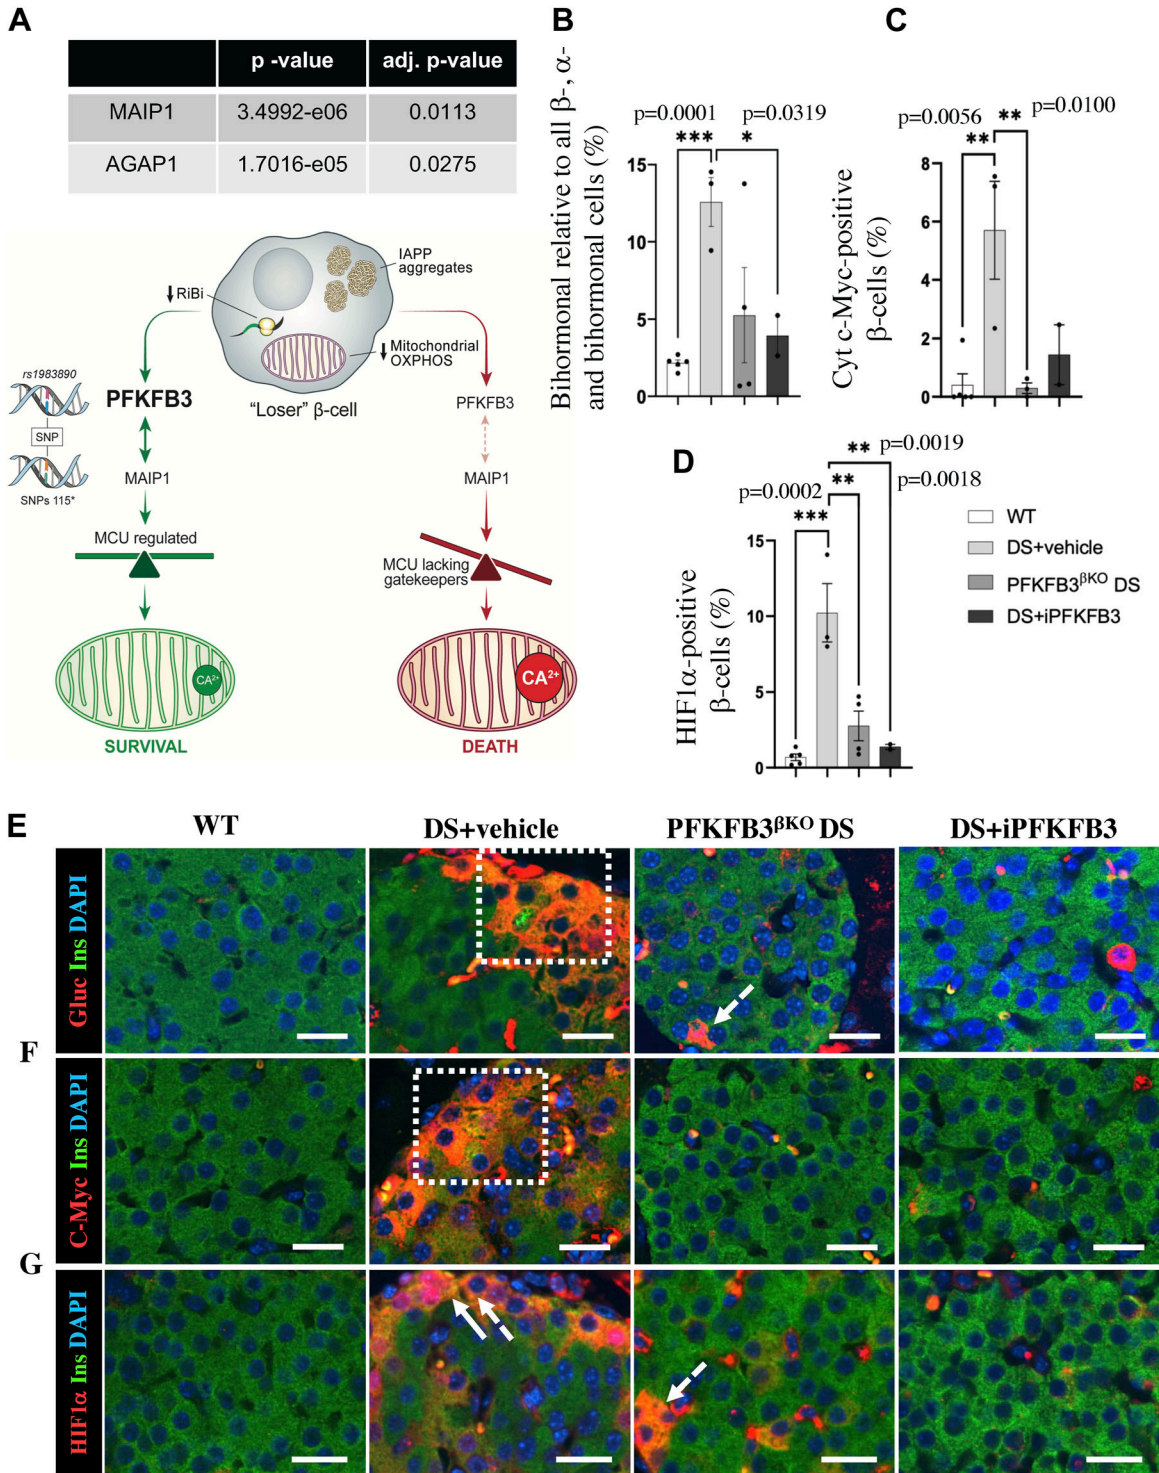 A
p -value adj. p-value
MAIP1 3.4992-e06 0.0113
AGAP1 1.7016-e05 0.0275
IAPP
aggregates
RiBi
Mitochondrial
OXPHOS
"Loser" β-cell
rs1983890
SNP
SNPs 115*
PFKFB3
MAIP1
MCU regulated
CA2+
SURVIVAL
PFKFB3
MAIP1
MCU lacking
gatekeepers
CA2+
DEATH
B
Bihormonal relative to all β-, α-
and bihormonal cells (%)
p=0.0001
p=0.0319
***
*
15
10
5
0
C
Cyt c-Myc-positive
β-cells (%)
p=0.0056
p=0.0100
**
**
8
6
4
2
0
D
HIF1α-positive
β-cells (%)
p=0.0019
**
p=0.0018
**
p=0.0002
***
15
10
5
0
WT
DS+vehicle
PFKFB3βKO DS
DS+iPFKFB3
E
WT DS+vehicle PFKFB3βKO DS DS+iPFKFB3
Gluc Ins DAPI
F
C-Myc Ins DAPI
G
HIF1α Ins DAPI